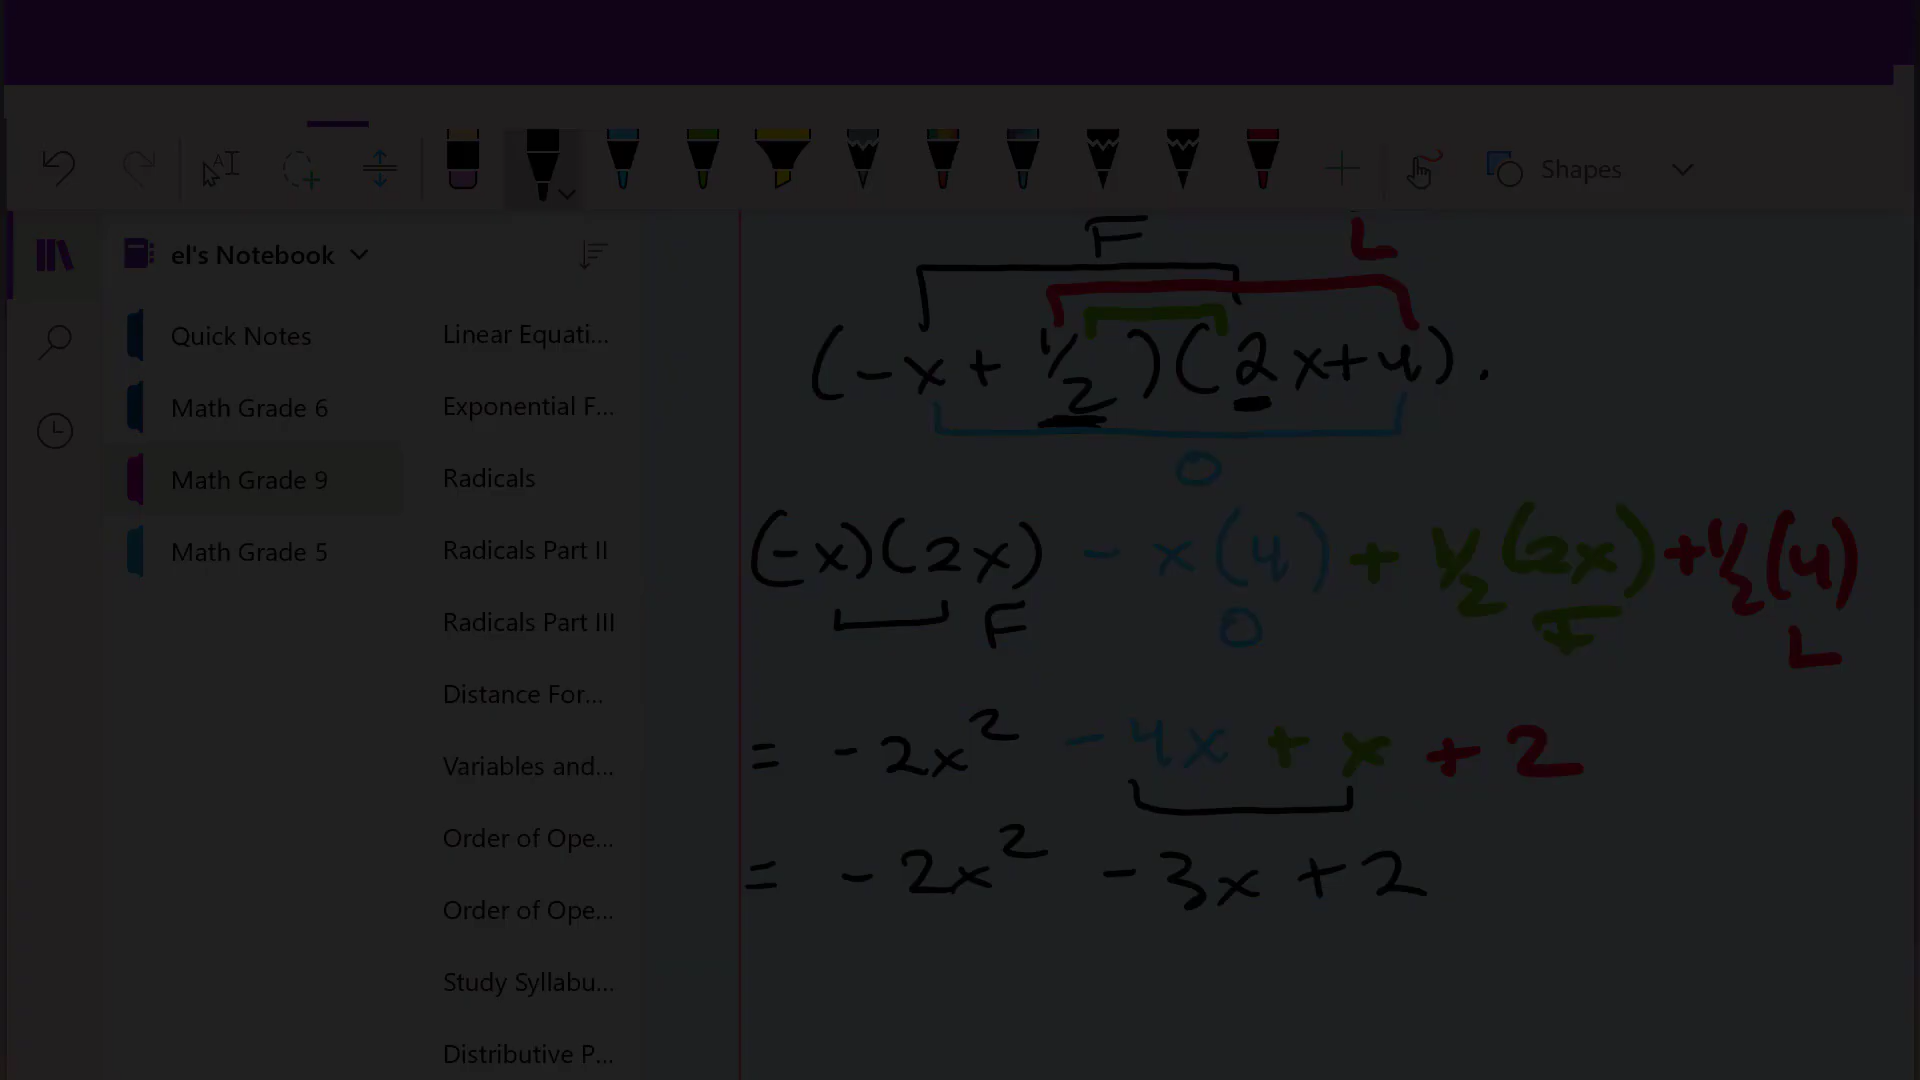 Shapes
el's Notebook
Quick Notes
Math Grade 6
Math Grade 9
Math Grade 5
Linear Equati...
Exponential F...
Radicals
Radicals Part II
Radicals Part III
Distance For...
Variables and...
Order of Ope...
Order of Ope...
Study Syllabu...
Distributive P...
F L
(-x + 1/2)(2x+4).
O
(-x)(2x) - x(4) + 1/2(2x) + 1/2(4)
F O I L
= -2x² - 4x + x + 2
= -2x² - 3x + 2